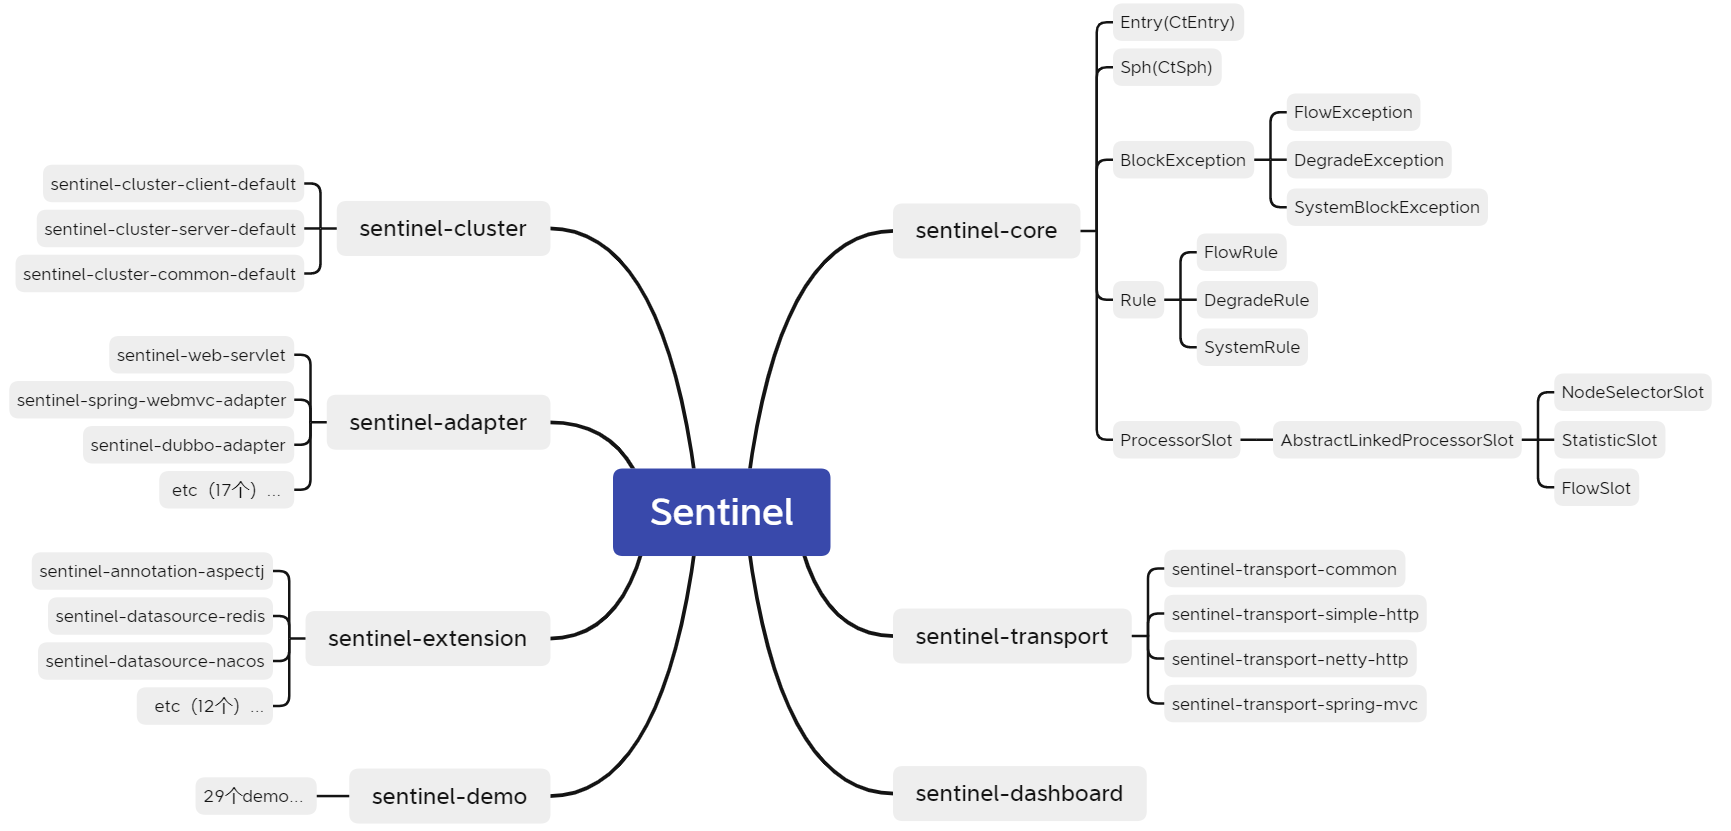 Sentinel
sentinel-core
Entry(CtEntry)
Sph(CtSph)
BlockException
FlowException
DegradeException
SystemBlockException
Rule
FlowRule
DegradeRule
SystemRule
ProcessorSlot
AbstractLinkedProcessorSlot
NodeSelectorSlot
StatisticSlot
FlowSlot
sentinel-transport
sentinel-transport-common
sentinel-transport-simple-http
sentinel-transport-netty-http
sentinel-transport-spring-mvc
sentinel-dashboard
sentinel-cluster
sentinel-cluster-client-default
sentinel-cluster-server-default
sentinel-cluster-common-default
sentinel-adapter
sentinel-web-servlet
sentinel-spring-webmvc-adapter
sentinel-dubbo-adapter
etc（17个）...
sentinel-extension
sentinel-annotation-aspectj
sentinel-datasource-redis
sentinel-datasource-nacos
etc（12个）...
sentinel-demo
29个demo...